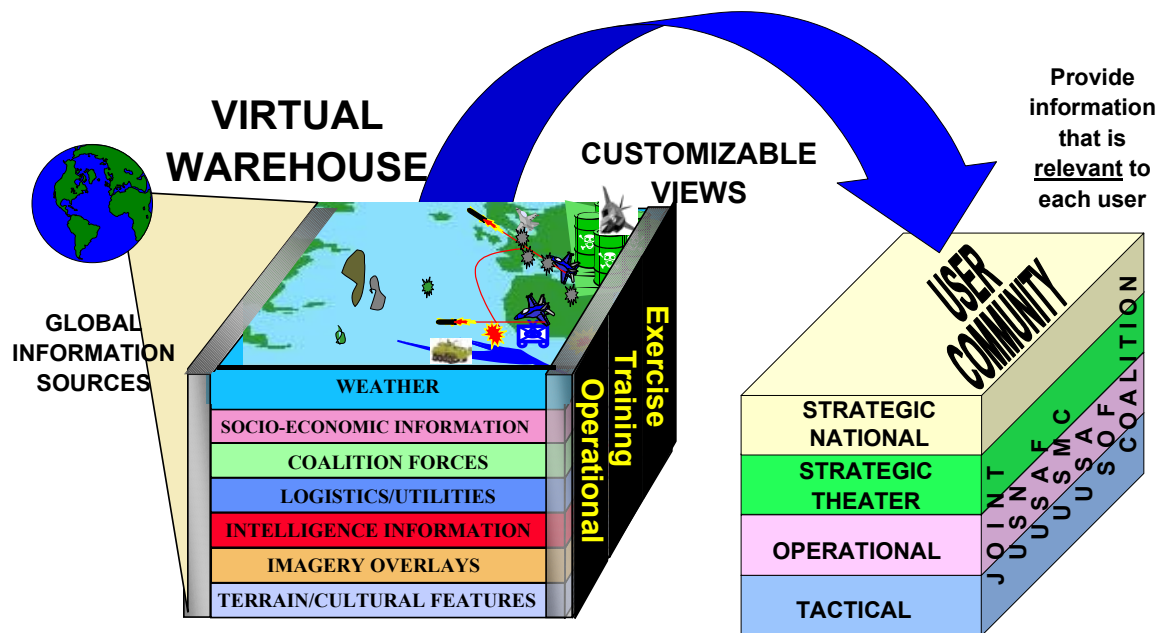 VIRTUAL
WAREHOUSE
GLOBAL
INFORMATION
SOURCES
CUSTOMIZABLE
VIEWS
Provide
information
that is
relevant to
each user
WEATHER
SOCIO-ECONOMIC INFORMATION
COALITION FORCES
LOGISTICS/UTILITIES
INTELLIGENCE INFORMATION
IMAGERY OVERLAYS
TERRAIN/CULTURAL FEATURES
Operational
Training
Exercise
USER
COMMUNITY
STRATEGIC
NATIONAL
STRATEGIC
THEATER
OPERATIONAL
TACTICAL
JOINT
USN
USAF
USMC
USA
SOF
COALITION